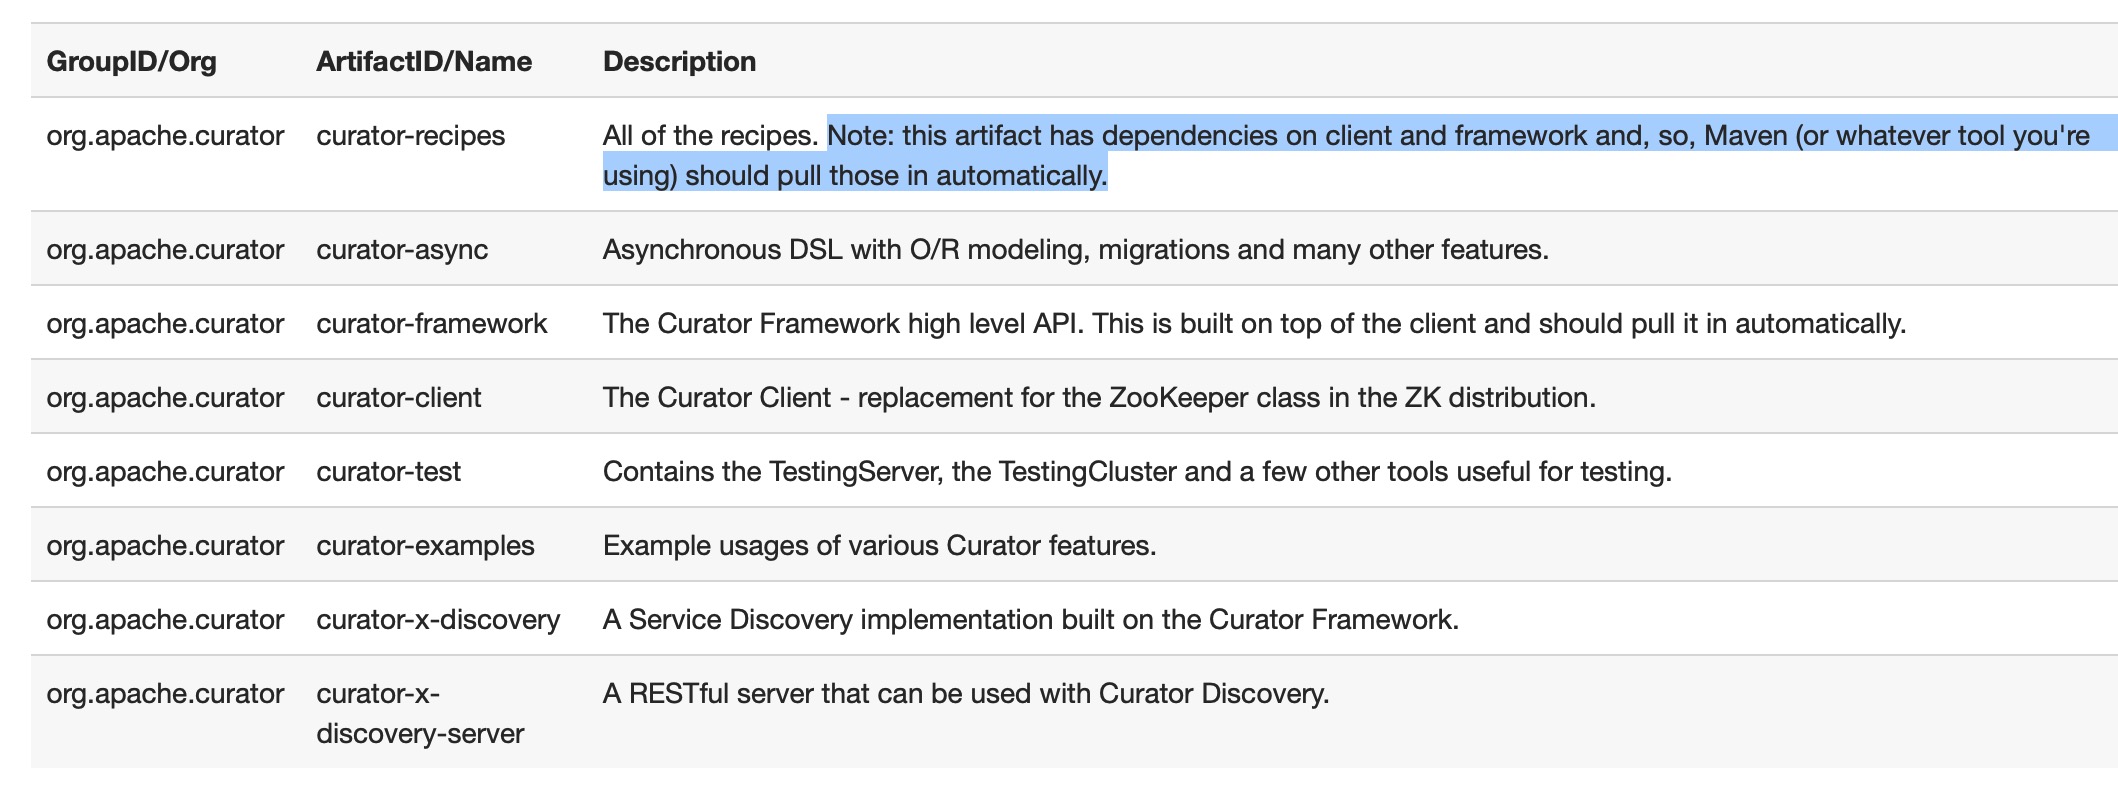 GroupID/Org ArtifactID/Name Description
org.apache.curator curator-recipes All of the recipes. Note: this artifact has dependencies on client and framework and, so, Maven (or whatever tool you're
using) should pull those in automatically.
org.apache.curator curator-async Asynchronous DSL with O/R modeling, migrations and many other features.
org.apache.curator curator-framework The Curator Framework high level API. This is built on top of the client and should pull it in automatically.
org.apache.curator curator-client The Curator Client - replacement for the ZooKeeper class in the ZK distribution.
org.apache.curator curator-test Contains the TestingServer, the TestingCluster and a few other tools useful for testing.
org.apache.curator curator-examples Example usages of various Curator features.
org.apache.curator curator-x-discovery A Service Discovery implementation built on the Curator Framework.
org.apache.curator curator-x- A RESTful server that can be used with Curator Discovery.
discovery-server